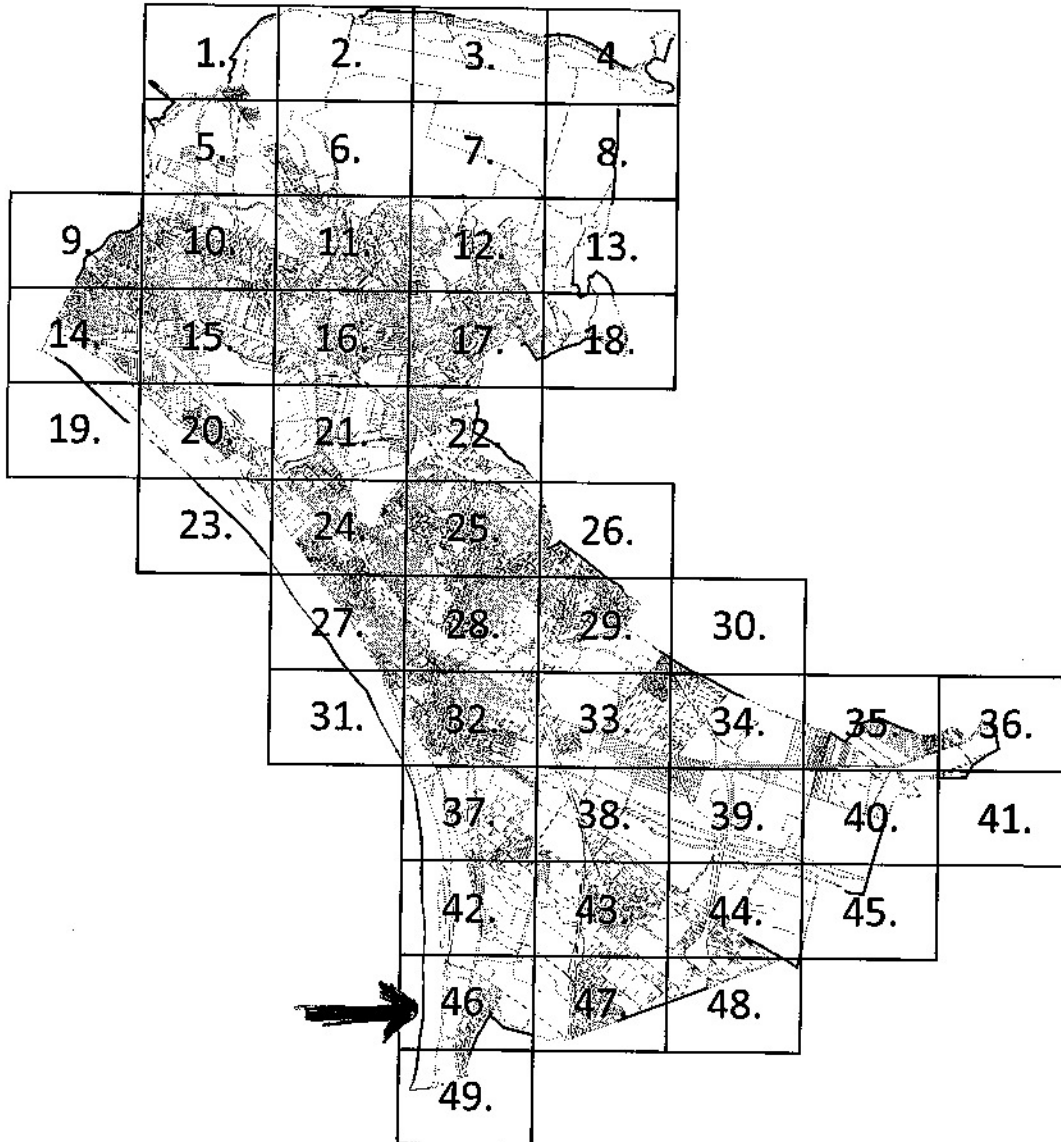 1. 2. 3. 4.
5. 6. 7. 8.
9. 10. 11. 12. 13.
14. 15. 16. 17. 18.
19. 20. 21. 22.
23. 24. 25. 26.
27. 28. 29. 30.
31. 32. 33. 34. 35. 36.
37. 38. 39. 40. 41.
42. 43. 44. 45.
46. 47. 48.
49.